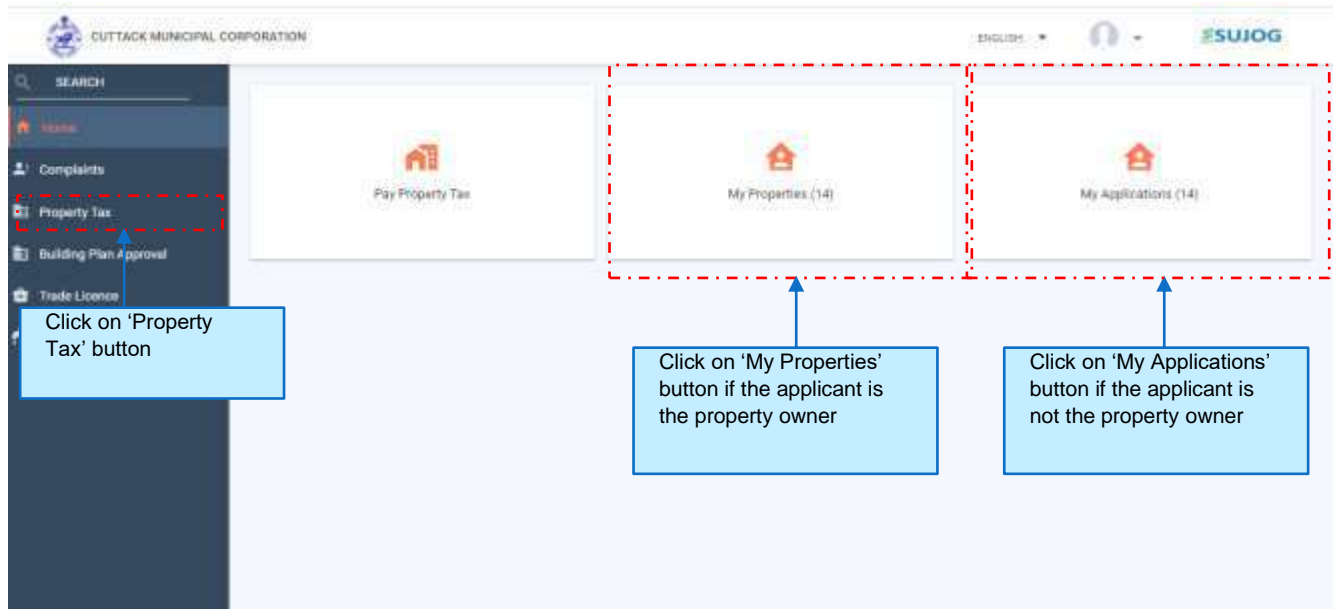 CUTTACK MUNICIPAL CORPORATION
ENGLISH
SUJOG
SEARCH
Home
Complaints
Property Tax
Building Plan Approval
Trade Licence
Pay Property Tax
My Properties (14)
My Applications (14)
Click on ‘Property
Tax’ button
Click on ‘My Properties’
button if the applicant is
the property owner
Click on ‘My Applications’
button if the applicant is
not the property owner